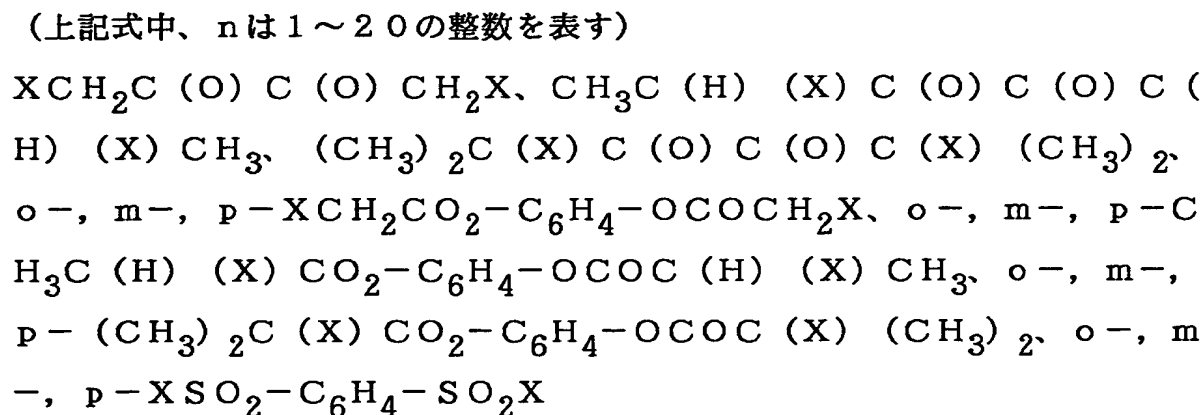 （上記式中、ｎは１～２０の整数を表す）
ＸＣＨ₂Ｃ（Ｏ）Ｃ（Ｏ）ＣＨ₂Ｘ、ＣＨ₃Ｃ（Ｈ）（Ｘ）Ｃ（Ｏ）Ｃ（Ｏ）Ｃ（
Ｈ）（Ｘ）ＣＨ₃、（ＣＨ₃）₂Ｃ（Ｘ）Ｃ（Ｏ）Ｃ（Ｏ）Ｃ（Ｘ）（ＣＨ₃）₂、
ｏ－，ｍ－，ｐ－ＸＣＨ₂ＣＯ₂－Ｃ₆Ｈ₄－ＯＣＯＣＨ₂Ｘ、ｏ－，ｍ－，ｐ－Ｃ
Ｈ₃Ｃ（Ｈ）（Ｘ）ＣＯ₂－Ｃ₆Ｈ₄－ＯＣＯＣ（Ｈ）（Ｘ）ＣＨ₃、ｏ－，ｍ－，
ｐ－（ＣＨ₃）₂Ｃ（Ｘ）ＣＯ₂－Ｃ₆Ｈ₄－ＯＣＯＣ（Ｘ）（ＣＨ₃）₂、ｏ－，ｍ
－，ｐ－ＸＳＯ₂－Ｃ₆Ｈ₄－ＳＯ₂Ｘ